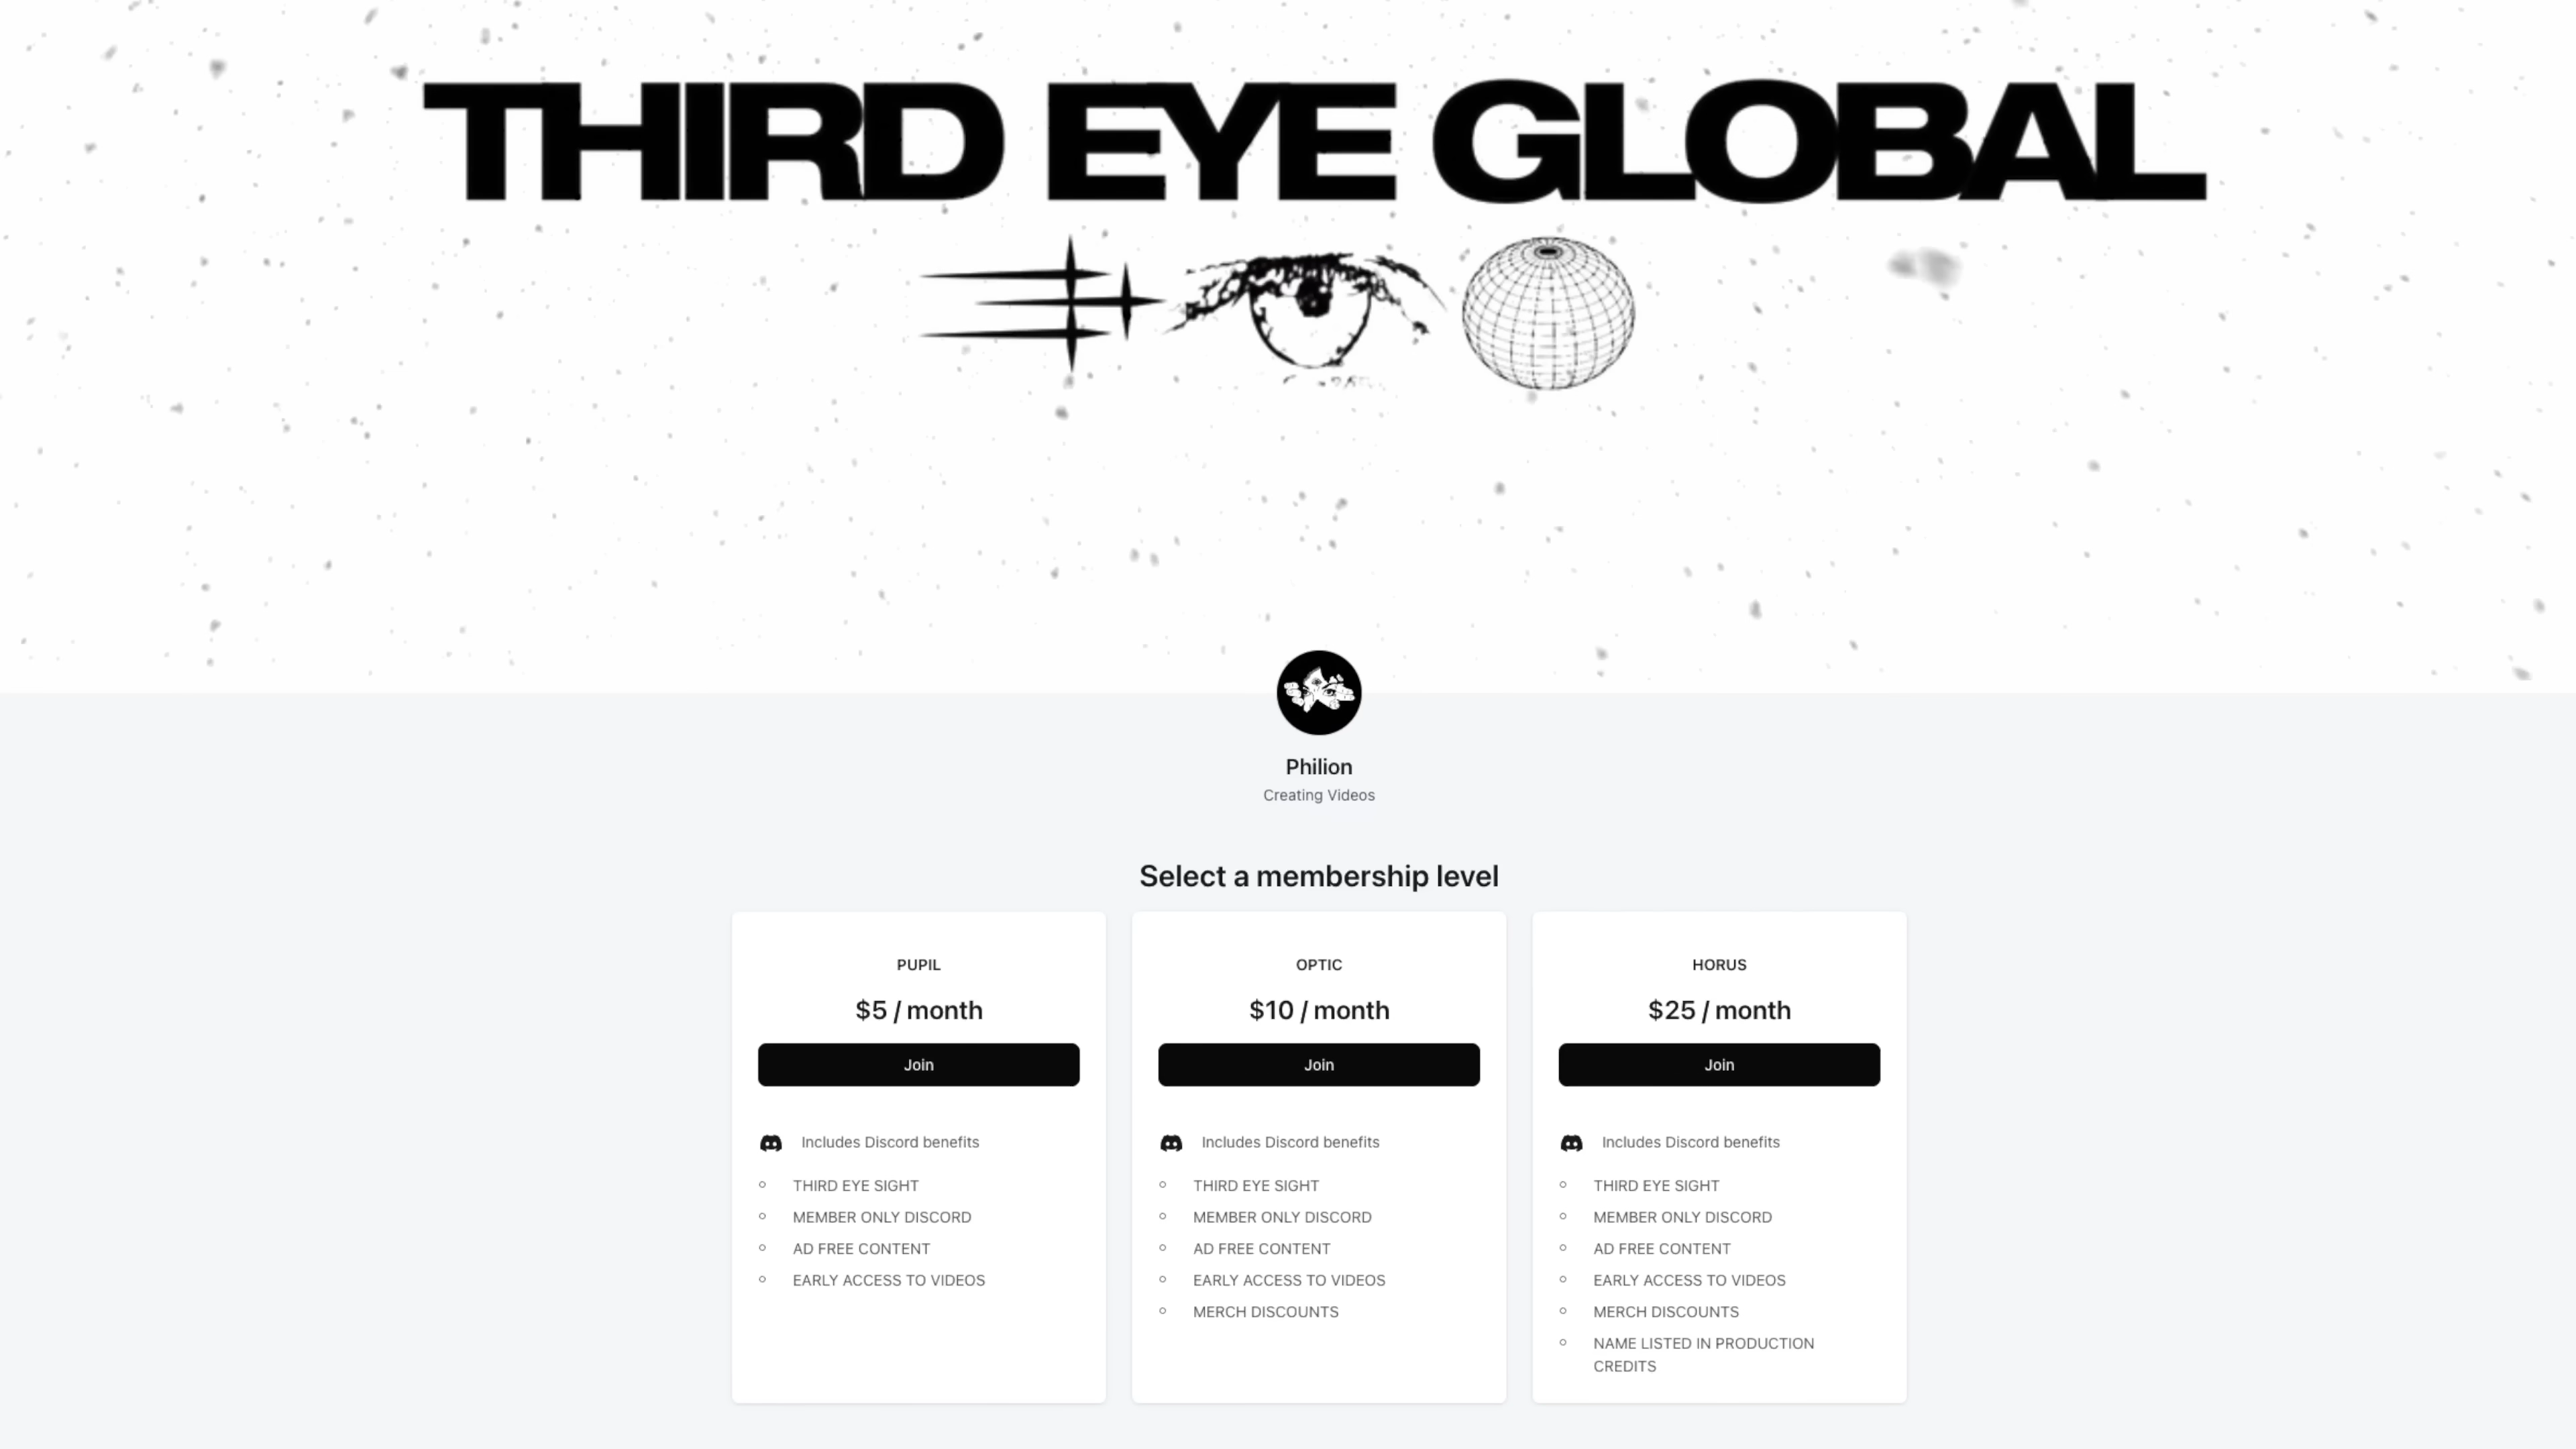 THIRD EYE GLOBAL
Philion
Creating Videos
Select a membership level
PUPIL
$5 / month
Join
Includes Discord benefits
THIRD EYE SIGHT
MEMBER ONLY DISCORD
AD FREE CONTENT
EARLY ACCESS TO VIDEOS
OPTIC
$10 / month
Join
Includes Discord benefits
THIRD EYE SIGHT
MEMBER ONLY DISCORD
AD FREE CONTENT
EARLY ACCESS TO VIDEOS
MERCH DISCOUNTS
HORUS
$25 / month
Join
Includes Discord benefits
THIRD EYE SIGHT
MEMBER ONLY DISCORD
AD FREE CONTENT
EARLY ACCESS TO VIDEOS
MERCH DISCOUNTS
NAME LISTED IN PRODUCTION
CREDITS